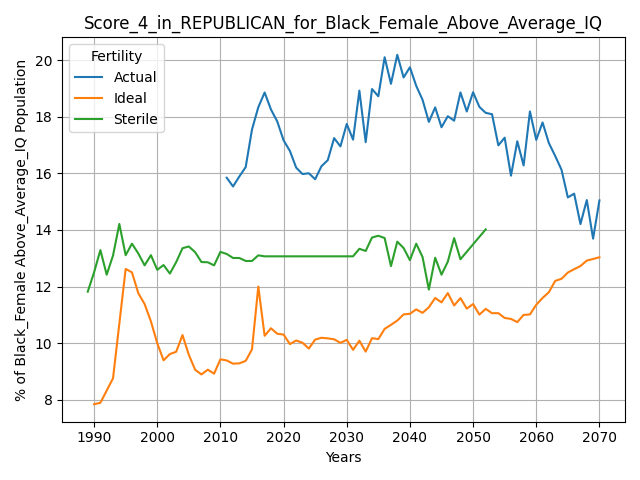 Score_4_in_REPUBLICAN_for_Black_Female_Above_Average_IQ
% of Black_Female Above_Average_IQ Population
Fertility
Actual
Ideal
Sterile
20
18
16
14
12
10
8
1990 2000 2010 2020 2030 2040 2050 2060 2070
Years